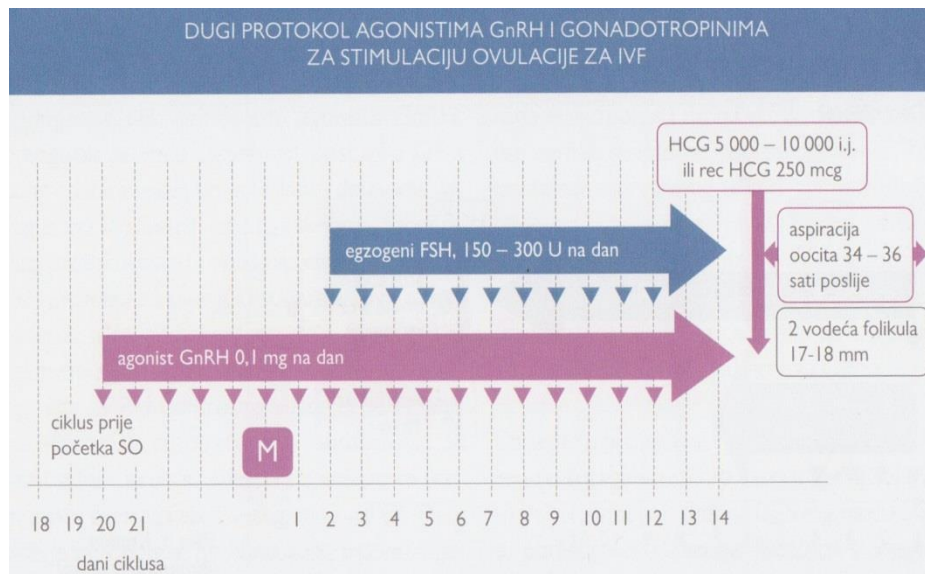 DUGI PROTOKOL AGONISTIMA GnRH I GONADOTROPINIMA
ZA STIMULACIJU OVULACIJE ZA IVF
HCG 5 000 – 10 000 i.j.
ili rec HCG 250 mcg
egzogeni FSH, 150 – 300 U na dan
aspiracija
oocita 34 – 36
sati poslije
2 vodeća folikula
17-18 mm
agonist GnRH 0,1 mg na dan
ciklus prije
početka SO
M
18 19 20 21 1 2 3 4 5 6 7 8 9 10 11 12 13 14
dani ciklusa